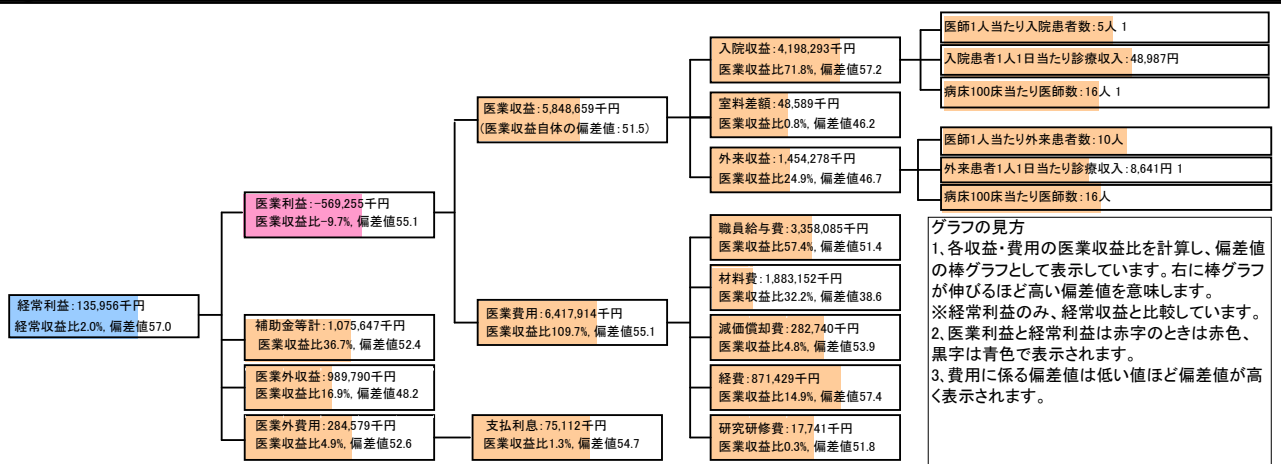 経常利益:135,956千円
経常収益比2.0%, 偏差値57.0
医業利益:-569,255千円
医業収益比-9.7%, 偏差値55.1
補助金等計:1,075,647千円
医業収益比36.7%, 偏差値52.4
医業外収益:989,790千円
医業収益比16.9%, 偏差値48.2
医業外費用:284,579千円
医業収益比4.9%, 偏差値52.6
医業収益:5,848,659千円
(医業収益自体の偏差値:51.5)
医業費用:6,417,914千円
医業収益比109.7%, 偏差値55.1
支払利息:75,112千円
医業収益比1.3%, 偏差値54.7
入院収益:4,198,293千円
医業収益比71.8%, 偏差値57.2
室料差額:48,589千円
医業収益比0.8%, 偏差値46.2
外来収益:1,454,278千円
医業収益比24.9%, 偏差値46.7
職員給与費:3,358,085千円
医業収益比57.4%, 偏差値51.4
材料費:1,883,152千円
医業収益比32.2%, 偏差値38.6
減価償却費:282,740千円
医業収益比4.8%, 偏差値53.9
経費:871,429千円
医業収益比14.9%, 偏差値57.4
研究研修費:17,741千円
医業収益比0.3%, 偏差値51.8
医師1人当たり入院患者数:5人 1
入院患者1人1日当たり診療収入:48,987円
病床100床当たり医師数:16人 1
医師1人当たり外来患者数:10人
外来患者1人1日当たり診療収入:8,641円 1
病床100床当たり医師数:16人
グラフの見方
1、各収益・費用の医業収益比を計算し、偏差値
の棒グラフとして表示しています。右に棒グラフ
が伸びるほど高い偏差値を意味します。
※経常利益のみ、経常収益と比較しています。
2、医業利益と経常利益は赤字のときは赤色、
黒字は青色で表示されます。
3、費用に係る偏差値は低い値ほど偏差値が高
く表示されます。